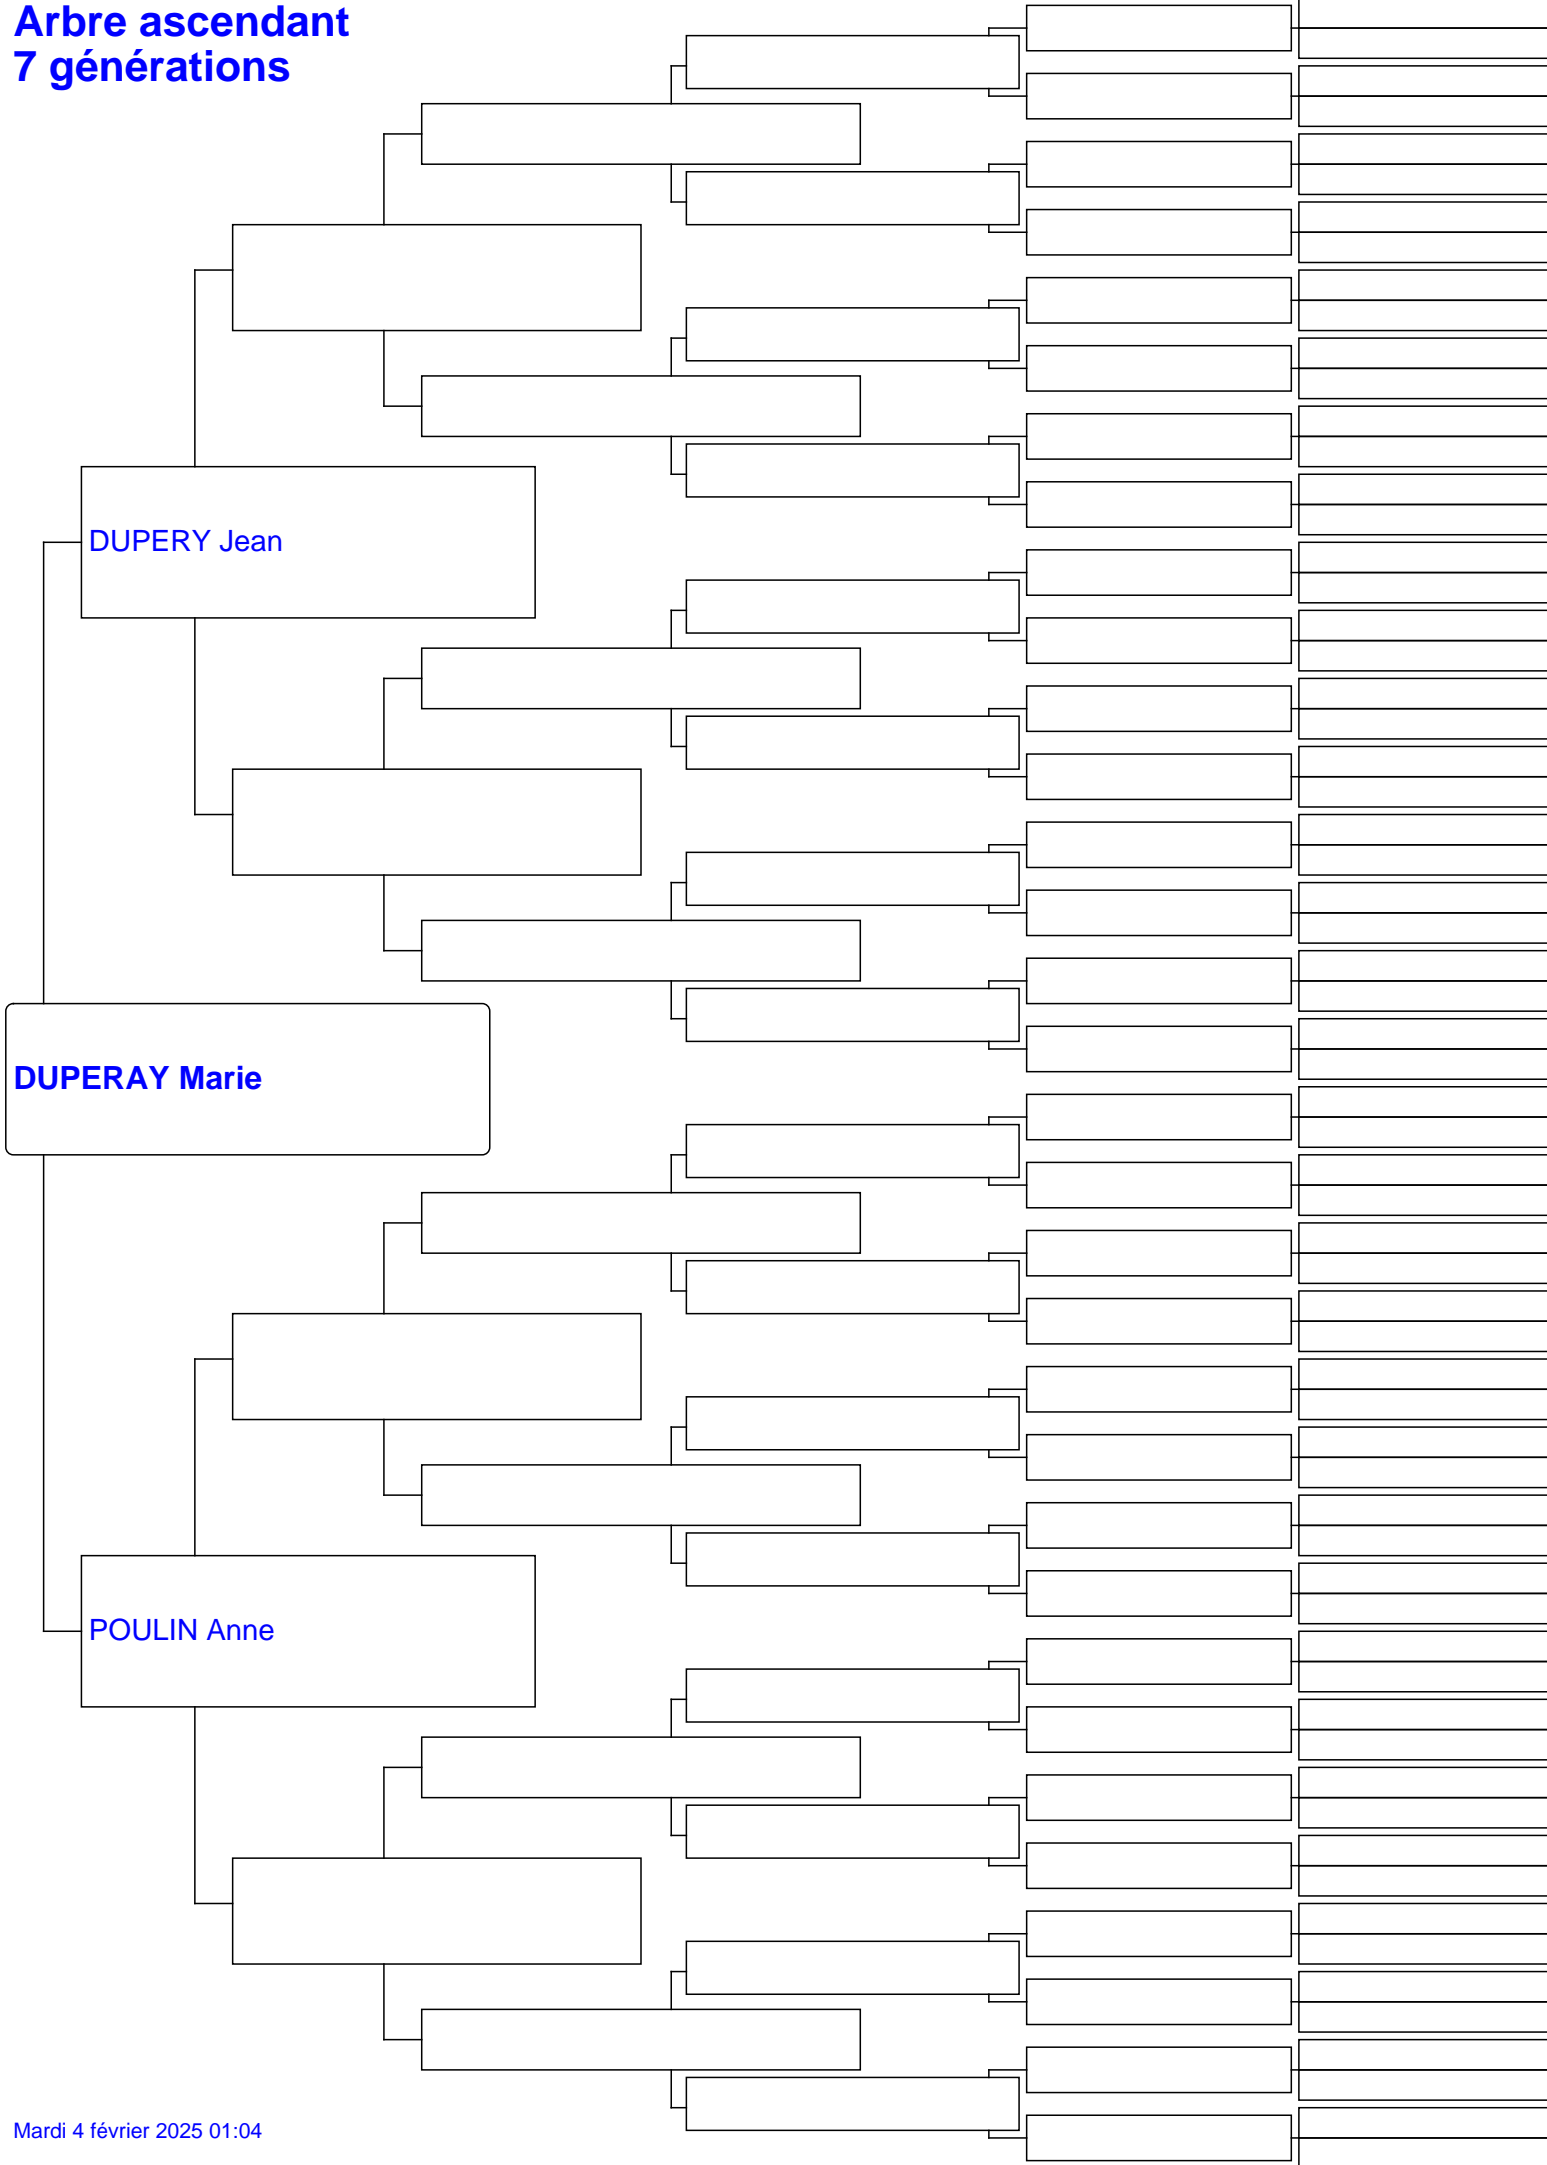 Arbre ascendant
7 générations
DUPERY Jean
DUPERAY Marie
POULIN Anne
Mardi 4 février 2025 01:04